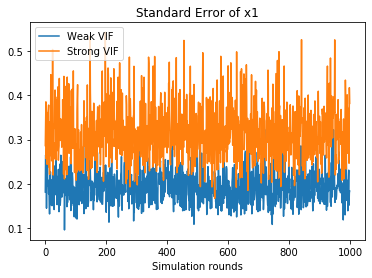 Standard Error of x1
Weak VIF
Strong VIF
0.5
0.4
0.3
0.2
0.1
0 200 400 600 800 1000
Simulation rounds